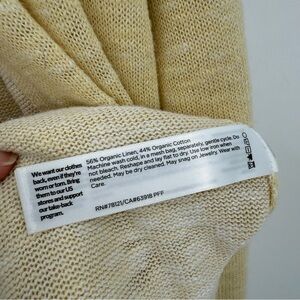 We want our clothes
back, even if they're
worn or torn. Bring
them to our US
stores and support
our take-back
program.
56% Organic Linen, 44% Organic Cotton
Machine wash cold, in a mesh bag, separately, gentle cycle. Do
not bleach. Reshape and lay flat to dry. Use low iron when
needed. May be dry cleaned. May snag on Jewelry. Wear with
Care.
RN#78121/CA#63918 PFF